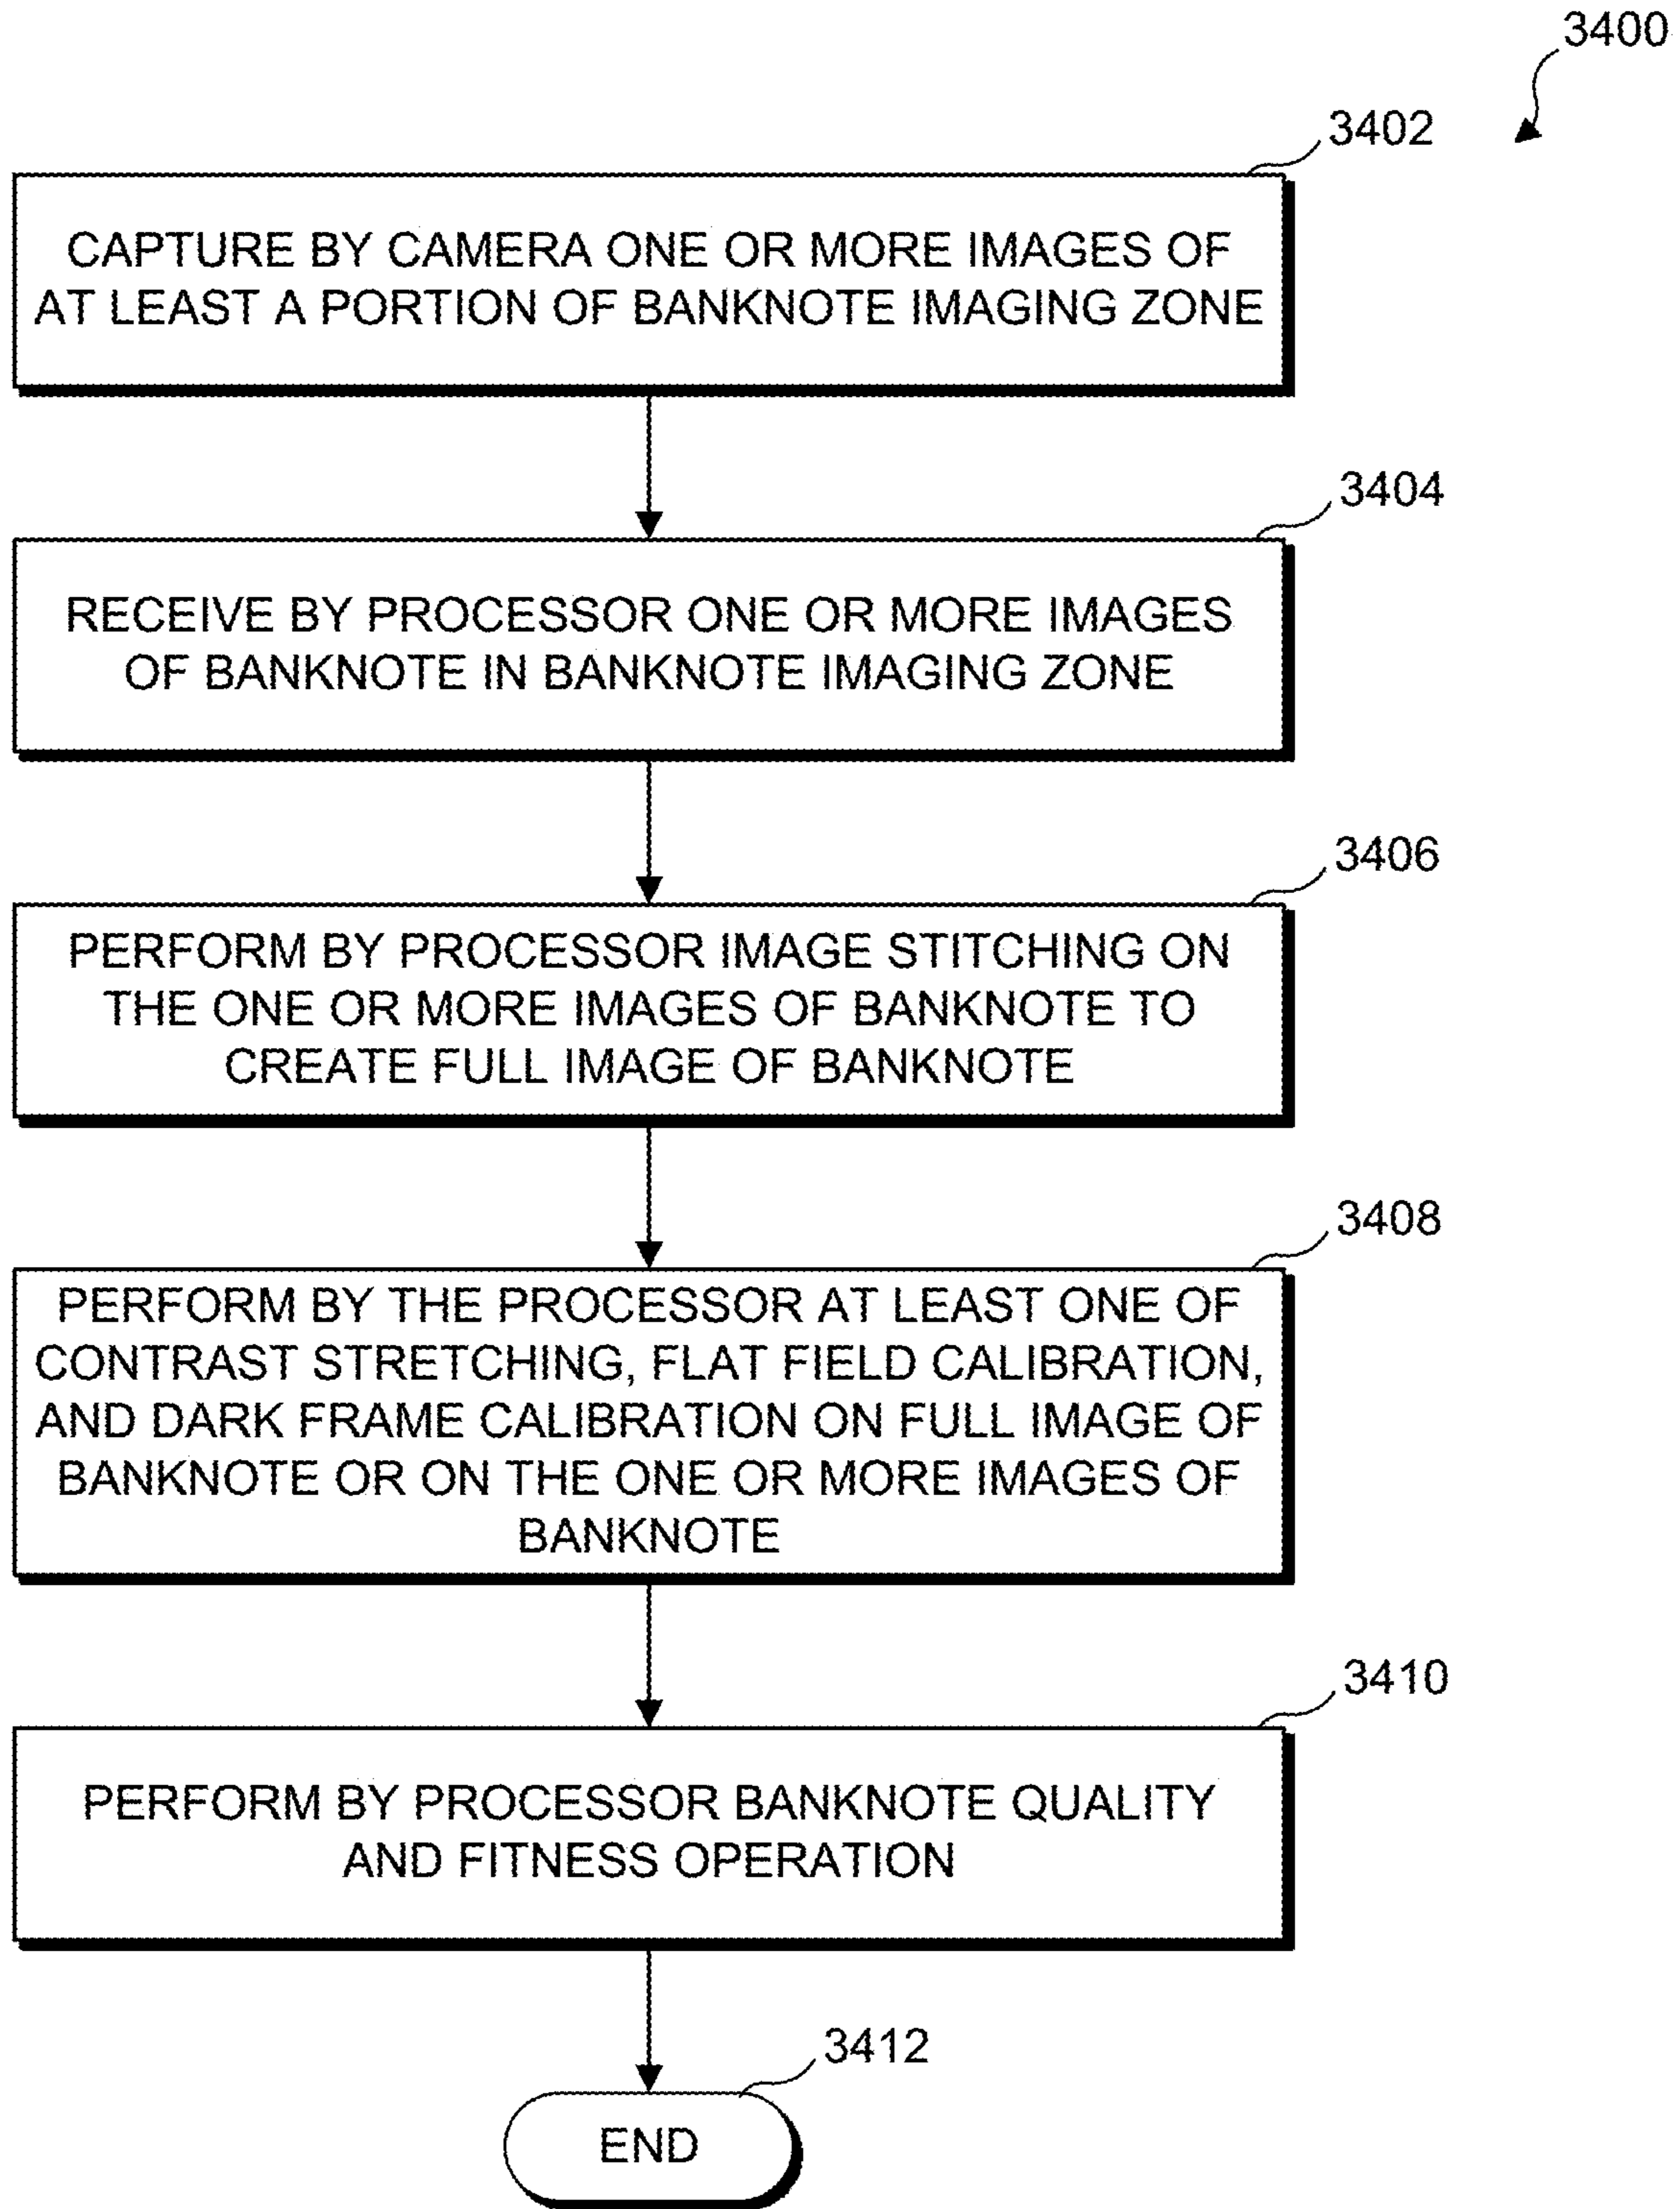 3400
3402
CAPTURE BY CAMERA ONE OR MORE IMAGES OF
AT LEAST A PORTION OF BANKNOTE IMAGING ZONE
3404
RECEIVE BY PROCESSOR ONE OR MORE IMAGES
OF BANKNOTE IN BANKNOTE IMAGING ZONE
3406
PERFORM BY PROCESSOR IMAGE STITCHING ON
THE ONE OR MORE IMAGES OF BANKNOTE TO
CREATE FULL IMAGE OF BANKNOTE
3408
PERFORM BY THE PROCESSOR AT LEAST ONE OF
CONTRAST STRETCHING, FLAT FIELD CALIBRATION,
AND DARK FRAME CALIBRATION ON FULL IMAGE OF
BANKNOTE OR ON THE ONE OR MORE IMAGES OF
BANKNOTE
3410
PERFORM BY PROCESSOR BANKNOTE QUALITY
AND FITNESS OPERATION
3412
END